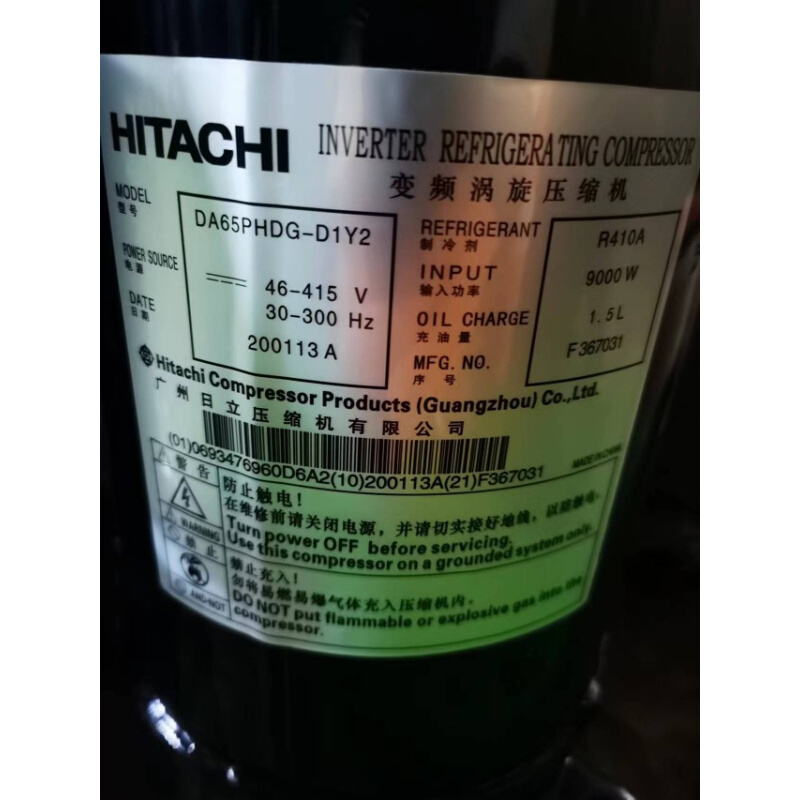 HITACHI INVERTER REFRIGERATING COMPRESSOR
变频涡旋压缩机
MODEL
型号
DA65PHDG-D1Y2
POWER SOURCE
电源
46-415 V
30-300 Hz
DATE
日期
200113A
REFRIGERANT
制冷剂
R410A
INPUT
输入功率
9000 W
OIL CHARGE
充油量
1.5L
MFG.NO.
序号
F367031
Hitachi Compressor Products (Guangzhou) Co.,Ltd.
广州日立压缩机有限公司
MADE IN CHINA
(01)0693476960D6A2(10)200113A(21)F367031
警告
WARNING
防止触电!
在维修前请关闭电源，并请切实接好地线，以防触电.
Turn power OFF before servicing.
Use this compressor on a grounded system only.
禁止
禁止充入!
勿将易燃易爆气体充入压缩机内.
DO NOT put flammable or explosive gas into the
compressor.